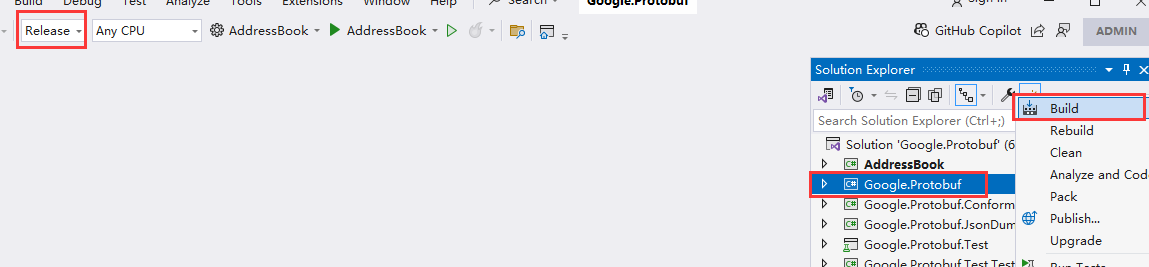 Build Debug Test Analyze Tools Extensions Window Help Search Google.Protobuf Sign in
Release Any CPU AddressBook AddressBook GitHub Copilot ADMIN
Solution Explorer
Search Solution Explorer (Ctrl+;)
Solution 'Google.Protobuf' (6
AddressBook
Google.Protobuf
Google.Protobuf.Conform
Google.Protobuf.JsonDum
Google.Protobuf.Test
Google.Protobuf.Test.Test
Build
Rebuild
Clean
Analyze and Code
Pack
Publish...
Upgrade
Run Tests